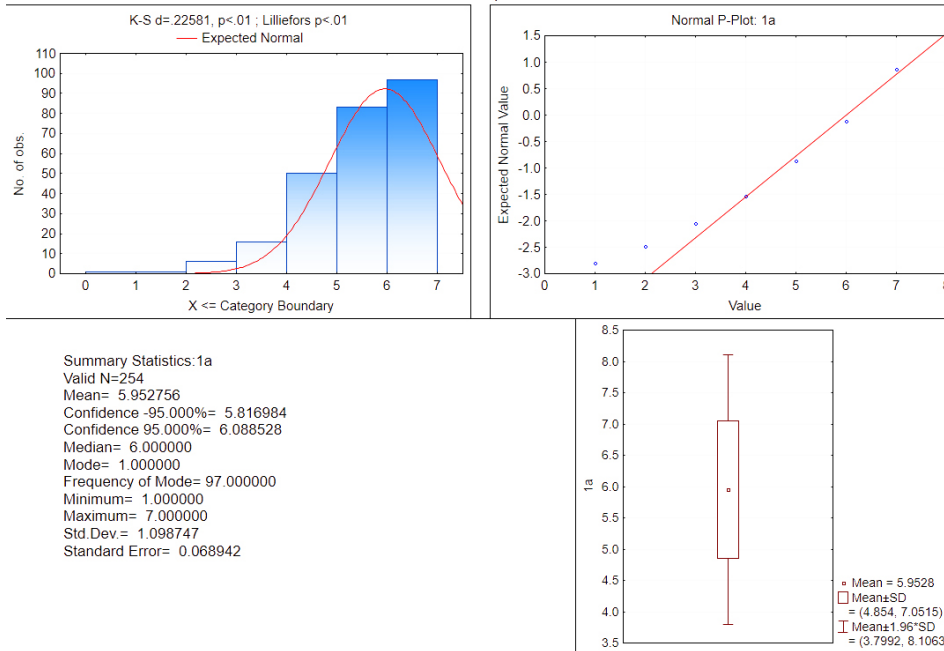 K-S d=.22581, p<.01 ; Lilliefors p<.01
Expected Normal
110
100
90
80
70
60
50
40
30
20
10
0
No. of obs.
0 1 2 3 4 5 6 7
X <= Category Boundary
Normal P-Plot: 1a
1.5
1.0
0.5
0.0
-0.5
-1.0
-1.5
-2.0
-2.5
-3.0
Expected Normal Value
0 1 2 3 4 5 6 7 8
Value
Summary Statistics:1a
Valid N=254
Mean= 5.952756
Confidence -95.000%= 5.816984
Confidence 95.000%= 6.088528
Median= 6.000000
Mode= 1.000000
Frequency of Mode= 97.000000
Minimum= 1.000000
Maximum= 7.000000
Std.Dev.= 1.098747
Standard Error= 0.068942
8.5
8.0
7.5
7.0
6.5
6.0
5.5
5.0
4.5
4.0
3.5
1a
Mean = 5.9528
Mean±SD
= (4.854, 7.0515)
Mean±1.96*SD
= (3.7992, 8.1063